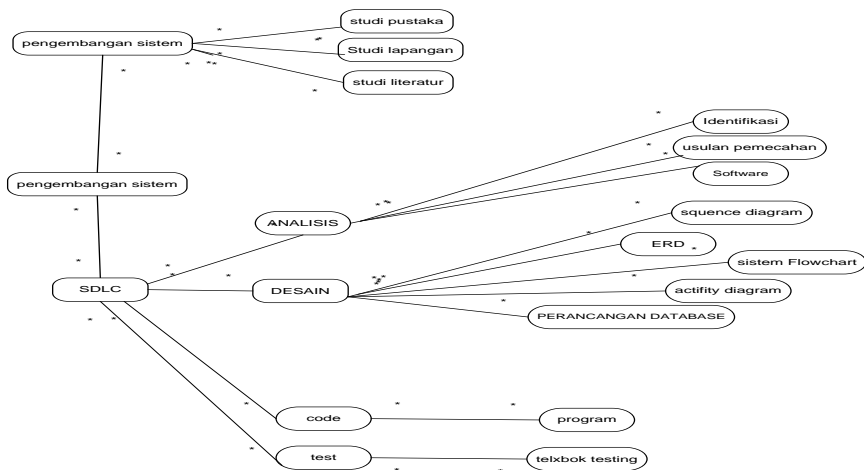 studi pustaka
pengembangan sistem
Studi lapangan
studi literatur
Identifikasi
usulan pemecahan
Software
pengembangan sistem
ANALISIS
squence diagram
ERD
sistem Flowchart
SDLC
DESAIN
actifity diagram
PERANCANGAN DATABASE
code
program
test
telxbok testing